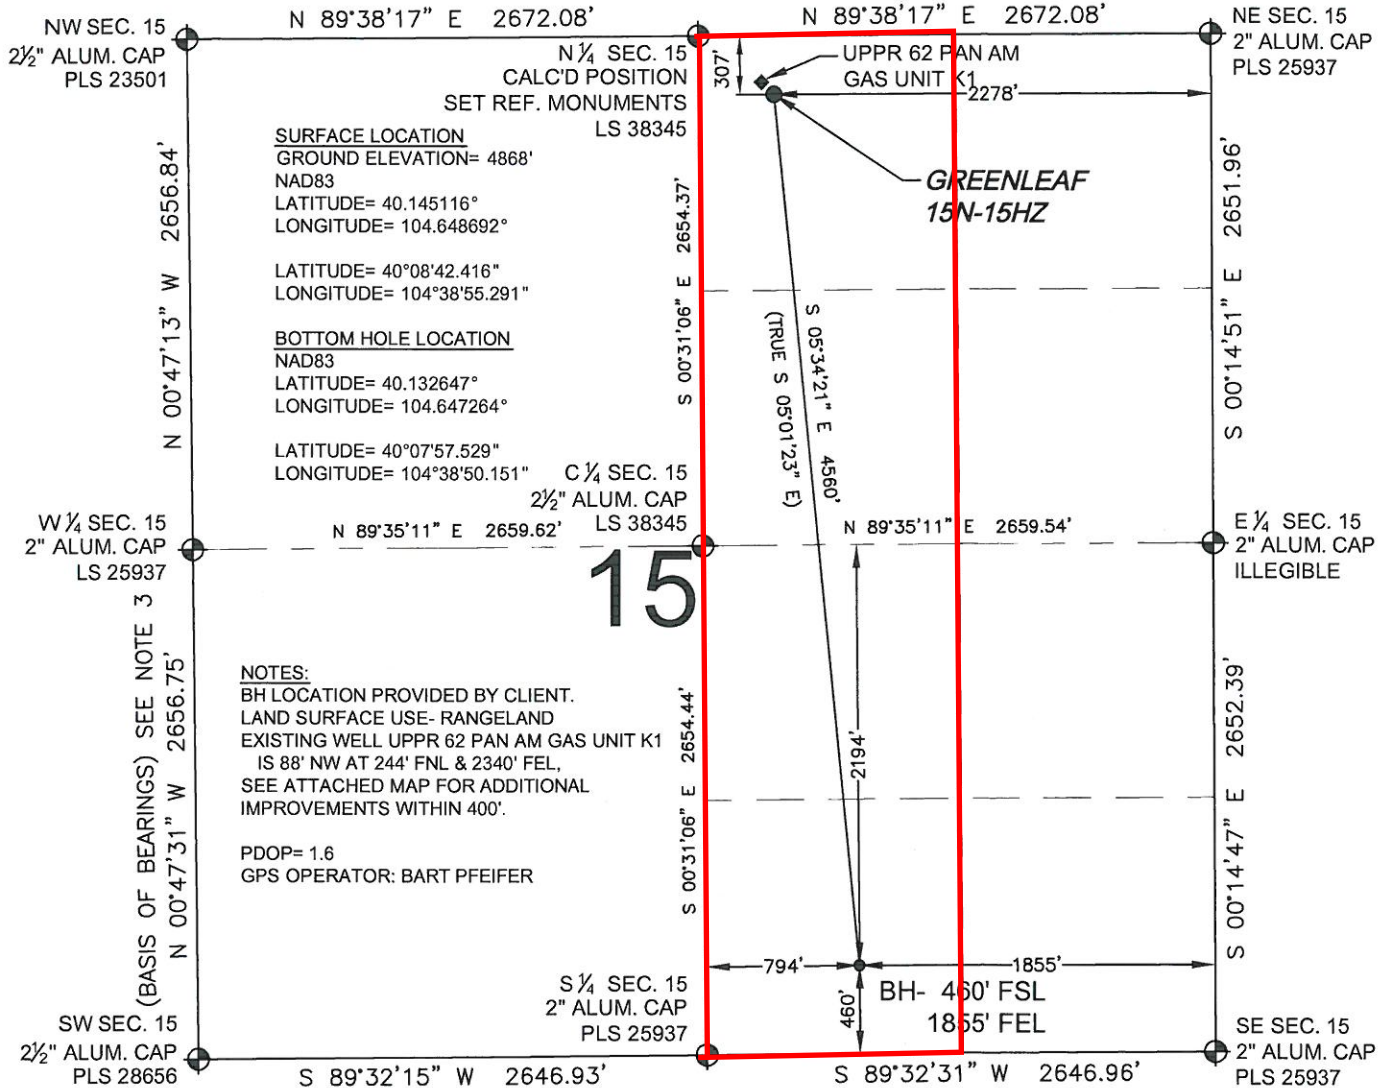 N 89°38'17" E 2672.08'
N 89°38'17" E 2672.08'
NW SEC. 15
2½" ALUM. CAP
PLS 23501
N ¼ SEC. 15
CALC'D POSITION
SET REF. MONUMENTS
LS 38345
307'
UPPR 62 PAN AM
GAS UNIT K1
2278'
NE SEC. 15
2" ALUM. CAP
PLS 25937
GREENLEAF
15N-15HZ
SURFACE LOCATION
GROUND ELEVATION= 4868'
NAD83
LATITUDE= 40.145116°
LONGITUDE= 104.648692°
LATITUDE= 40°08'42.416"
LONGITUDE= 104°38'55.291"
BOTTOM HOLE LOCATION
NAD83
LATITUDE= 40.132647°
LONGITUDE= 104.647264°
LATITUDE= 40°07'57.529"
LONGITUDE= 104°38'50.151"
N 00°47'13" W 2656.84'
S 00°31'06" E 2654.37'
S 05°34'21" E 4560'
(TRUE S 05°01'23" E)
S 00°14'51" E 2651.96'
C ¼ SEC. 15
2½" ALUM. CAP
LS 38345
W ¼ SEC. 15
2" ALUM. CAP
LS 25937
N 89°35'11" E 2659.62'
N 89°35'11" E 2659.54'
E ¼ SEC. 15
2" ALUM. CAP
ILLEGIBLE
15
NOTES:
BH LOCATION PROVIDED BY CLIENT.
LAND SURFACE USE- RANGELAND
EXISTING WELL UPPR 62 PAN AM GAS UNIT K1
IS 88' NW AT 244' FNL & 2340' FEL,
SEE ATTACHED MAP FOR ADDITIONAL
IMPROVEMENTS WITHIN 400'.
PDOP= 1.6
GPS OPERATOR: BART PFEIFER
(BASIS OF BEARINGS) SEE NOTE 3
N 00°47'31" W 2656.75'
S 00°31'06" E 2654.44'
2194'
S 00°14'47" E 2652.39'
794'
1855'
460'
BH- 460' FSL
1855' FEL
S ¼ SEC. 15
2" ALUM. CAP
PLS 25937
SW SEC. 15
2½" ALUM. CAP
PLS 28656
SE SEC. 15
2" ALUM. CAP
PLS 25937
S 89°32'15" W 2646.93'
S 89°32'31" W 2646.96'